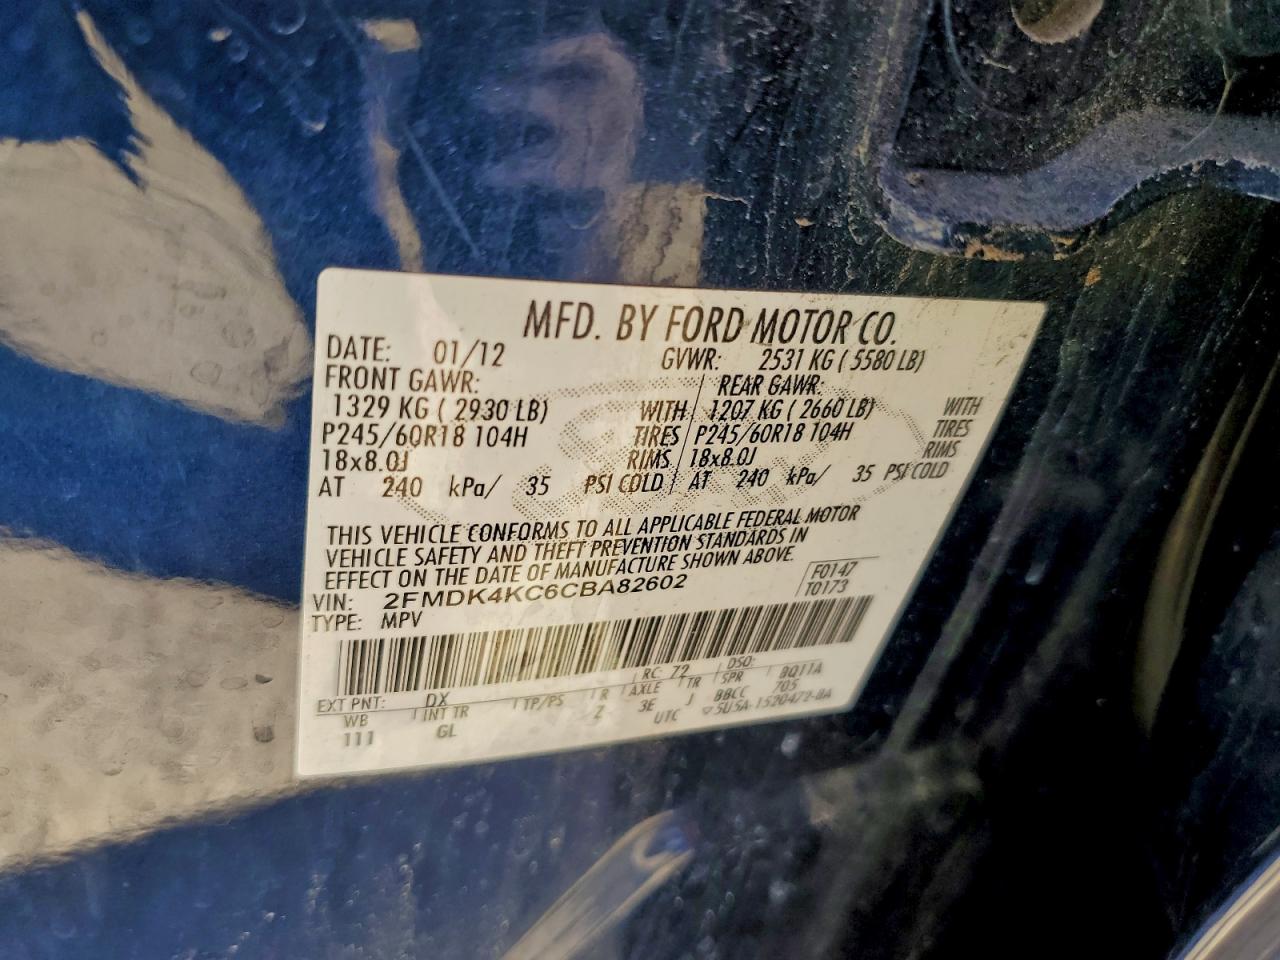 MFD. BY FORD MOTOR CO.
DATE: 01/12 GVWR: 2531 KG ( 5580 LB)
FRONT GAWR: REAR GAWR:
1329 KG ( 2930 LB) WITH 1207 KG ( 2660 LB) WITH
P245/60R18 104H TIRES P245/60R18 104H TIRES
18x8.0J RIMS 18x8.0J RIMS
AT 240 kPa/ 35 PSI COLD AT 240 kPa/ 35 PSI COLD
THIS VEHICLE CONFORMS TO ALL APPLICABLE FEDERAL MOTOR
VEHICLE SAFETY AND THEFT PREVENTION STANDARDS IN
EFFECT ON THE DATE OF MANUFACTURE SHOWN ABOVE.
VIN: 2FMDK4KC6CBA82602 F0147
TYPE: MPV T0173
EXT PNT: DX RC: 72 DSO:
WB INT TR TP/PS R AXLE TR SPR BQ11A
111 GL Z 3E J BBCC 705
UTC ▽5U5A-1520472-BA